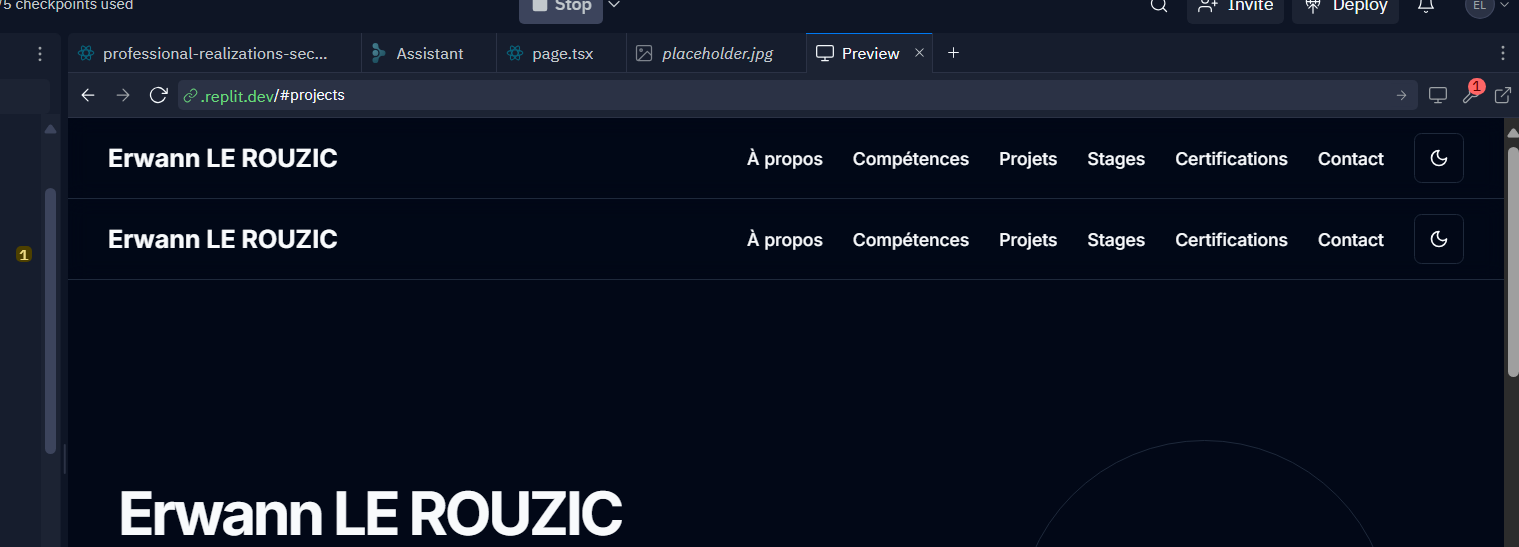 /5 checkpoints used
Stop
Invite
Deploy
EL
professional-realizations-sec...
Assistant
page.tsx
placeholder.jpg
Preview
.replit.dev/#projects
1
Erwann LE ROUZIC
À propos
Compétences
Projets
Stages
Certifications
Contact
Erwann LE ROUZIC
À propos
Compétences
Projets
Stages
Certifications
Contact
1
Erwann LE ROUZIC